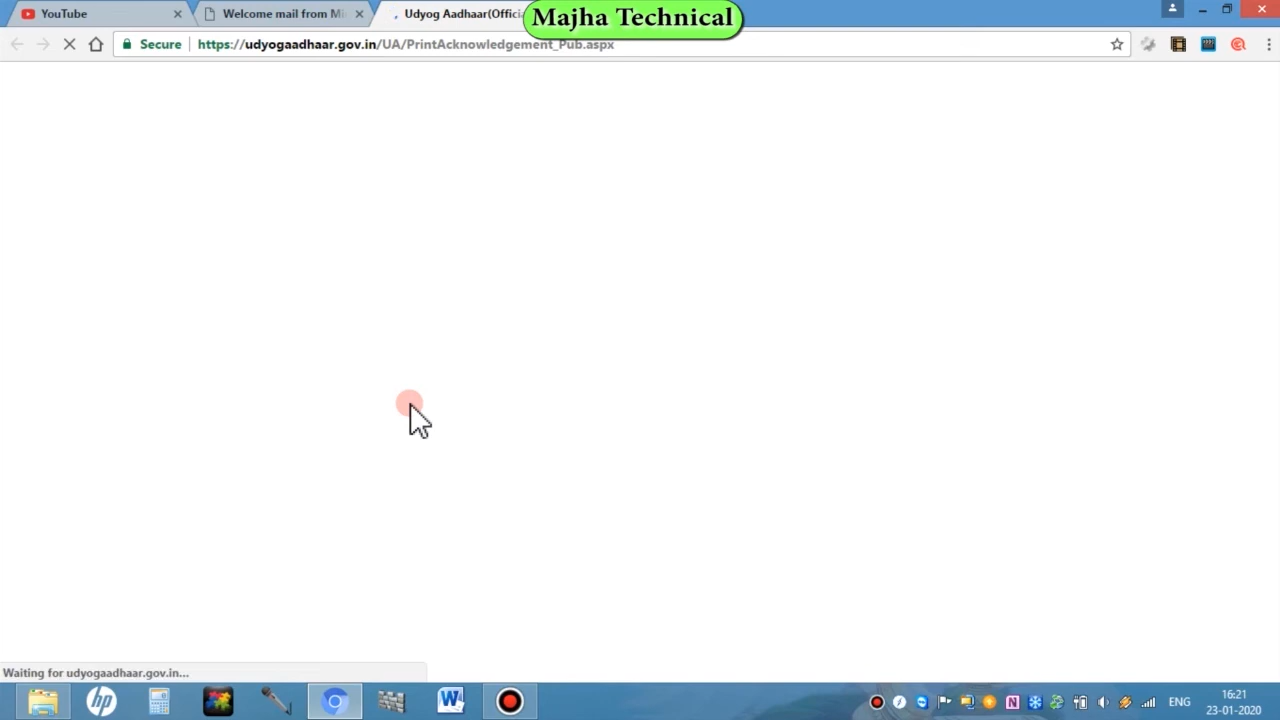 YouTube
Welcome mail from Mi
Udyog Aadhaar(Offici
Majha Technical
Secure
https://udyogaadhaar.gov.in/UA/PrintAcknowledgement_Pub.aspx
Waiting for udyogaadhaar.gov.in...
ENG
16:21
23-01-2020